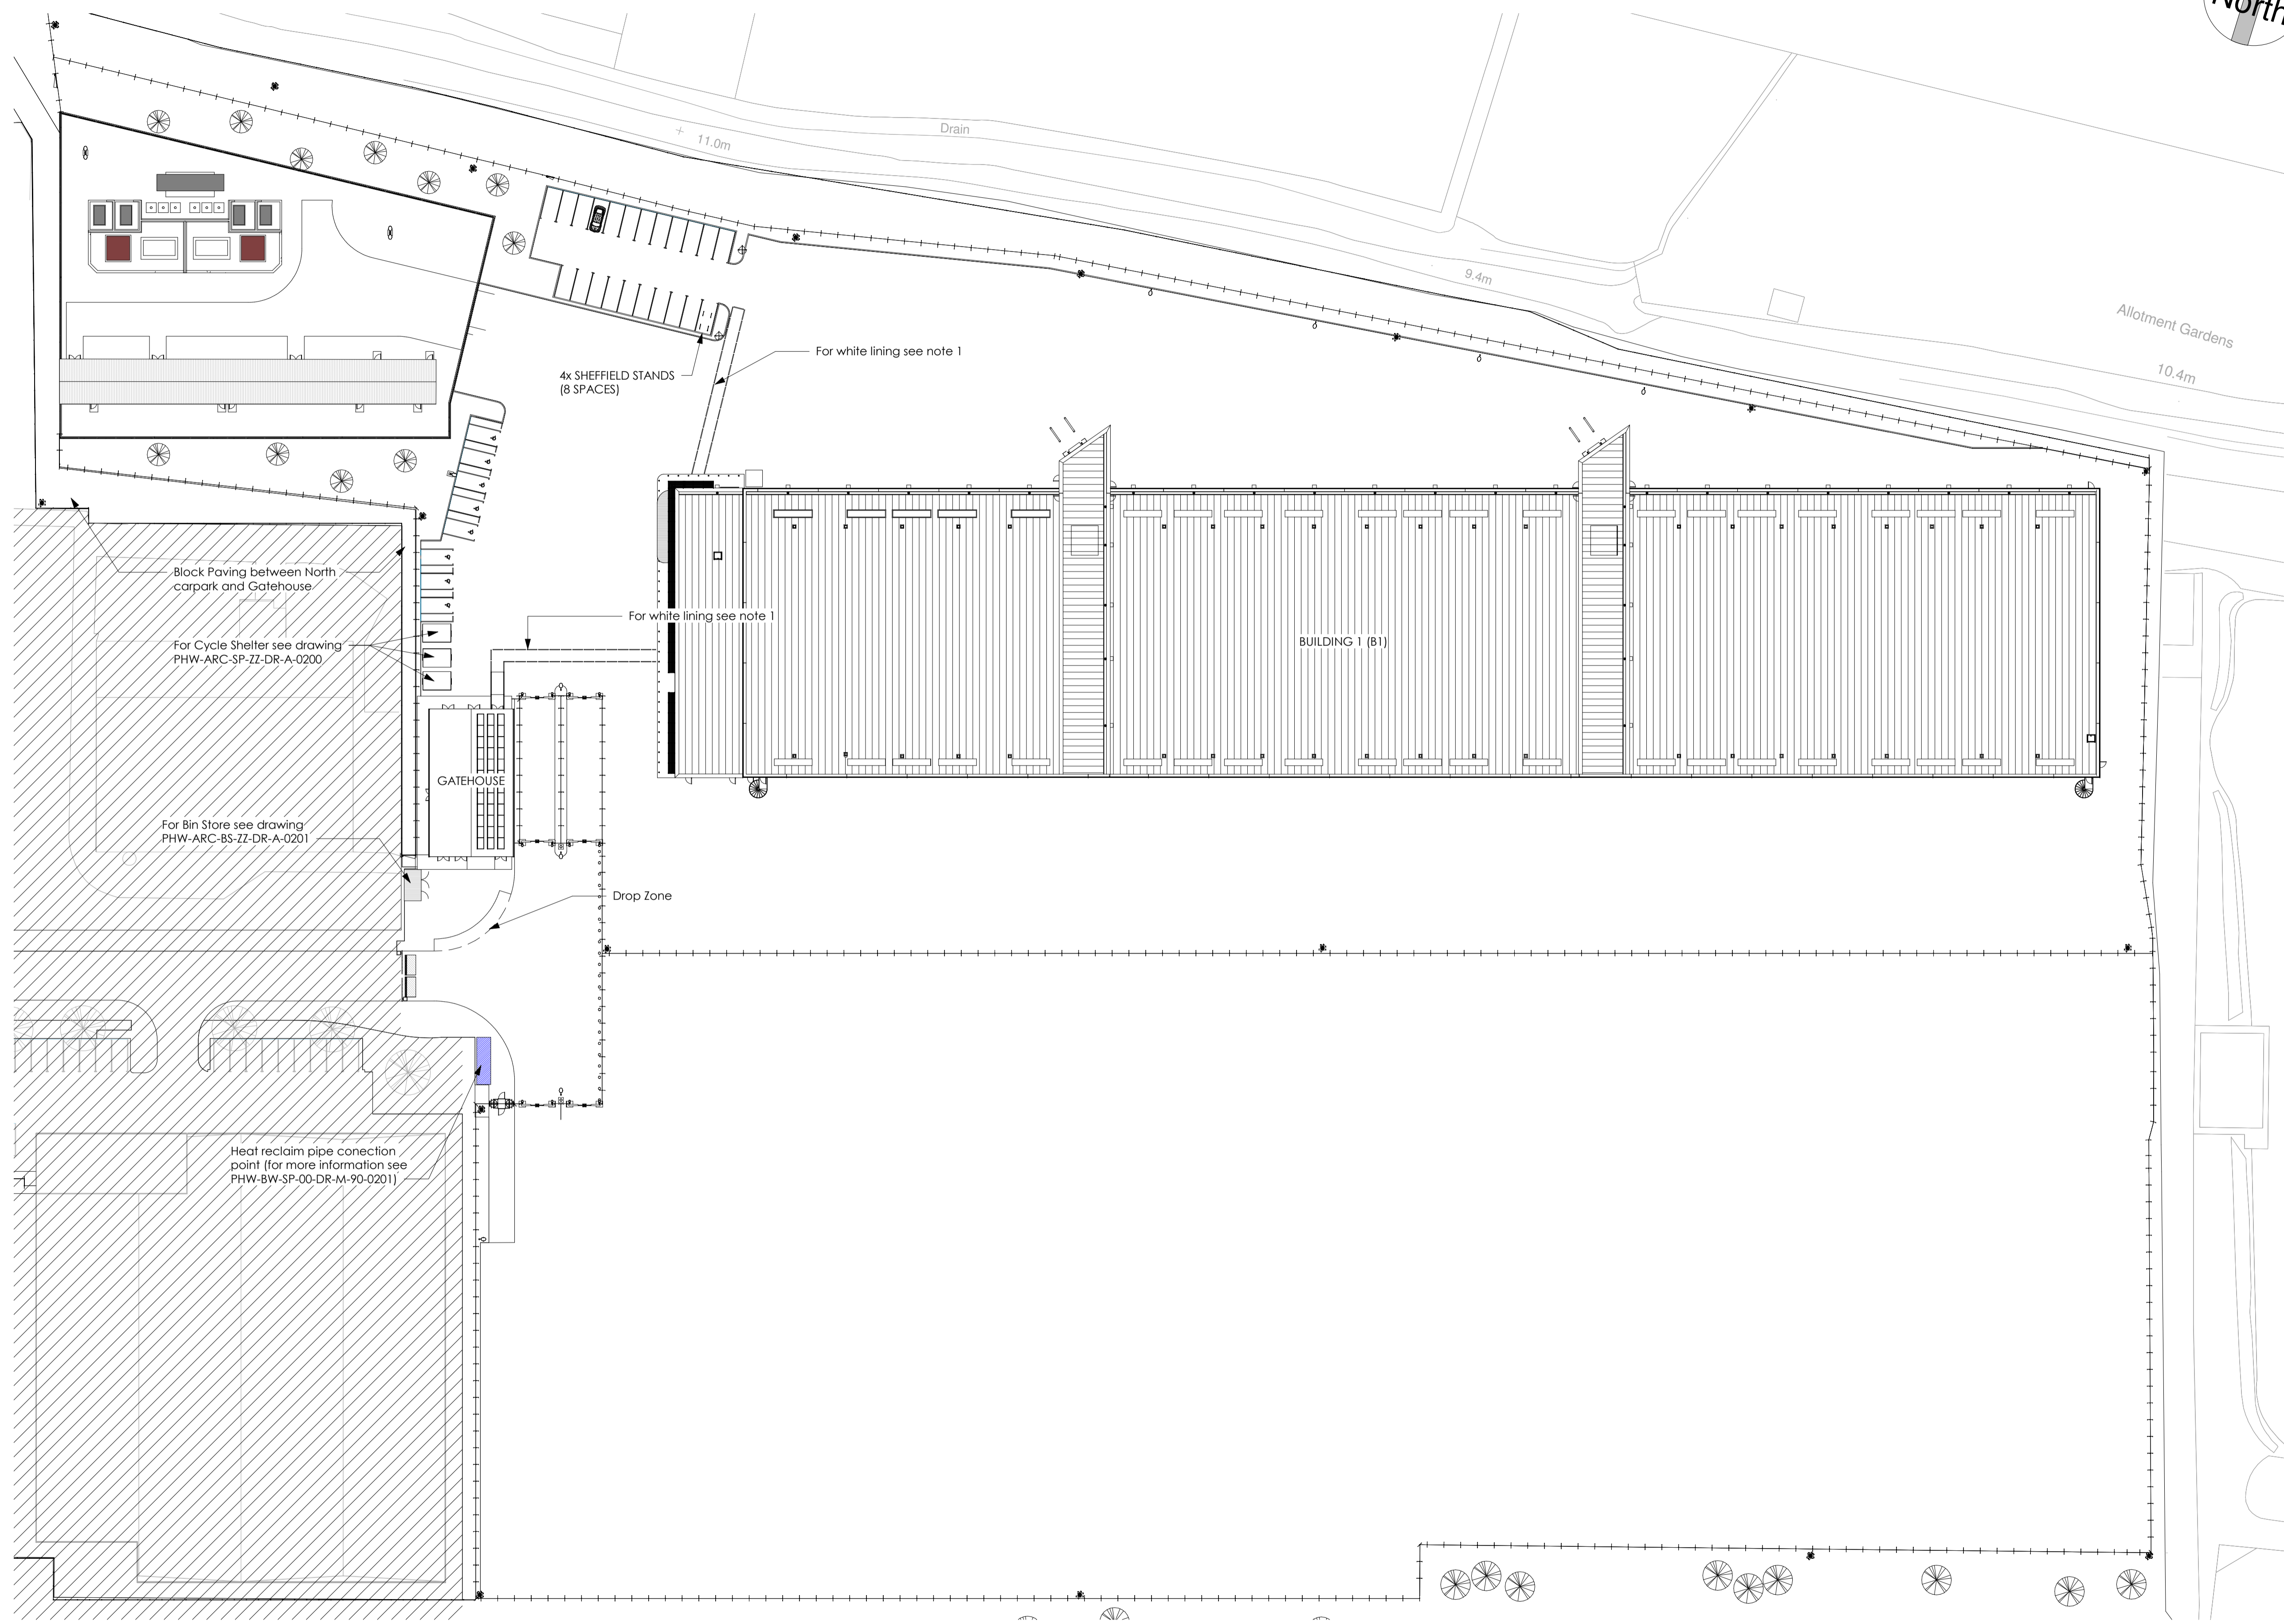 North
Drain
11.0m
9.4m
Allotment Gardens
10.4m
For white lining see note 1
4x SHEFFIELD STANDS
(8 SPACES)
Block Paving between North
carpark and Gatehouse
For white lining see note 1
For Cycle Shelter see drawing
PHW-ARC-SP-ZZ-DR-A-0200
BUILDING 1 (B1)
GATEHOUSE
For Bin Store see drawing
PHW-ARC-BS-ZZ-DR-A-0201
Drop Zone
Heat reclaim pipe conection
point (for more information see
PHW-BW-SP-00-DR-M-90-0201)